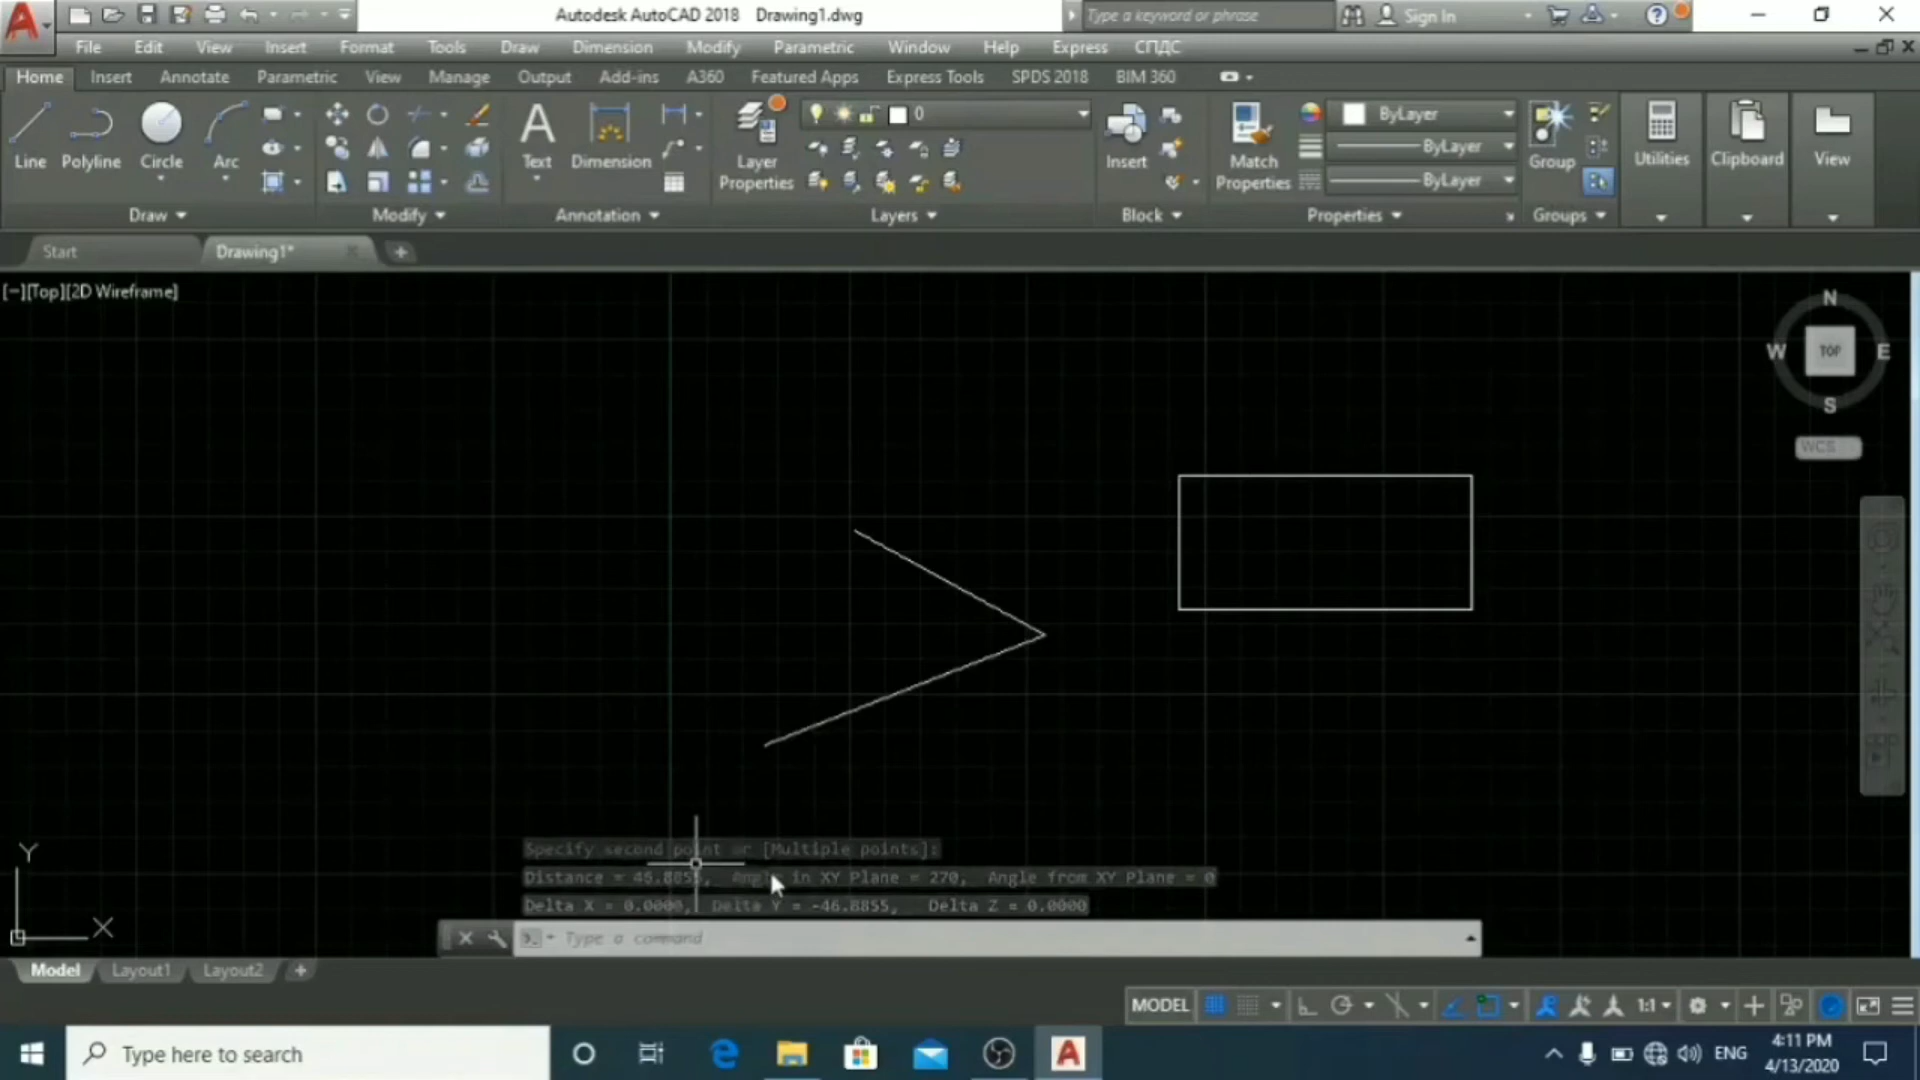 Autodesk AutoCAD 2018 Drawing1.dwg
Type a keyword or phrase
Sign In
File Edit View Insert Format Tools Draw Dimension Modify Parametric Window Help Express СПДС
Home Insert Annotate Parametric View Manage Output Add-ins A360 Featured Apps Express Tools SPDS 2018 BIM 360
0
ByLayer
ByLayer
ByLayer
Line Polyline Circle Arc
Text Dimension
Layer Properties
Insert
Match Properties
Group
Utilities Clipboard View
Draw Modify Annotation Layers Block Properties Groups
Start Drawing1*
[−][Top][2D Wireframe]
N
W TOP E
S
WCS
Specify second point or [Multiple points]:
Distance = 46.8855, Angle in XY Plane = 270, Angle from XY Plane = 0
Delta X = 0.0000, Delta Y = -46.8855, Delta Z = 0.0000
Y
X
Type a command
Model Layout1 Layout2
MODEL 1:1
Type here to search
ENG
4:11 PM
4/13/2020